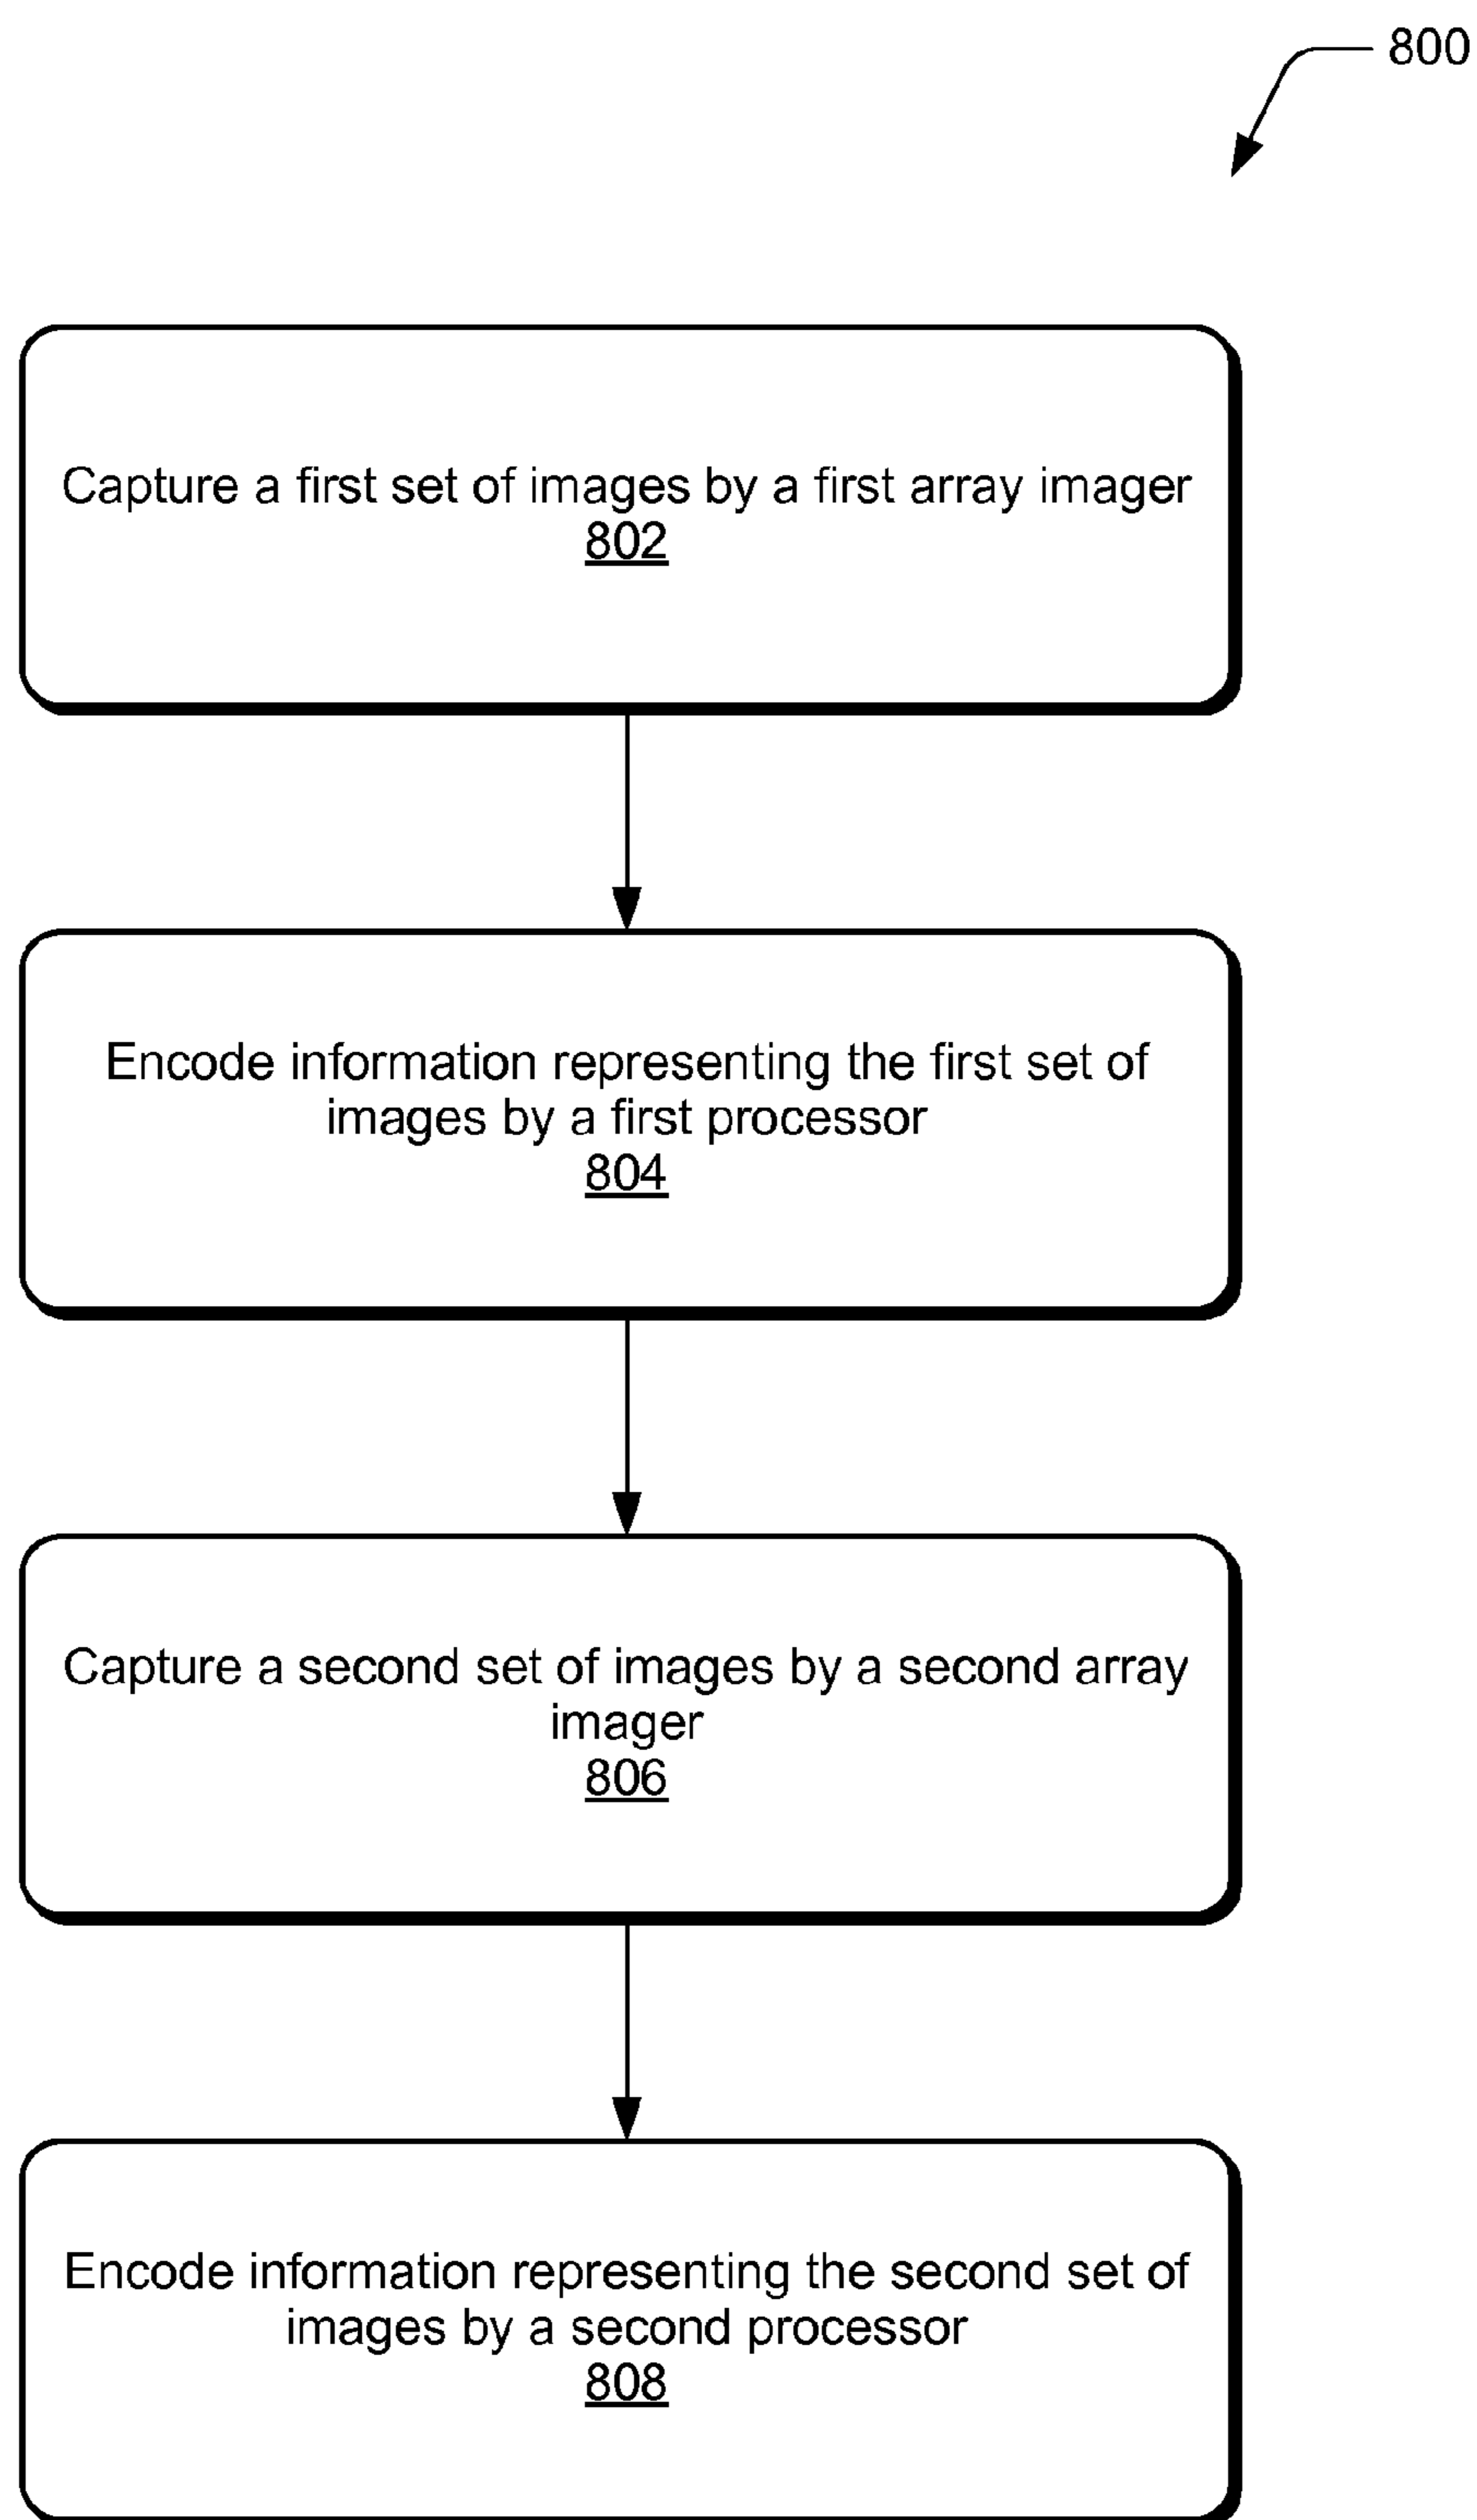 800
Capture a first set of images by a first array imager
802
Encode information representing the first set of
images by a first processor
804
Capture a second set of images by a second array
imager
806
Encode information representing the second set of
images by a second processor
808